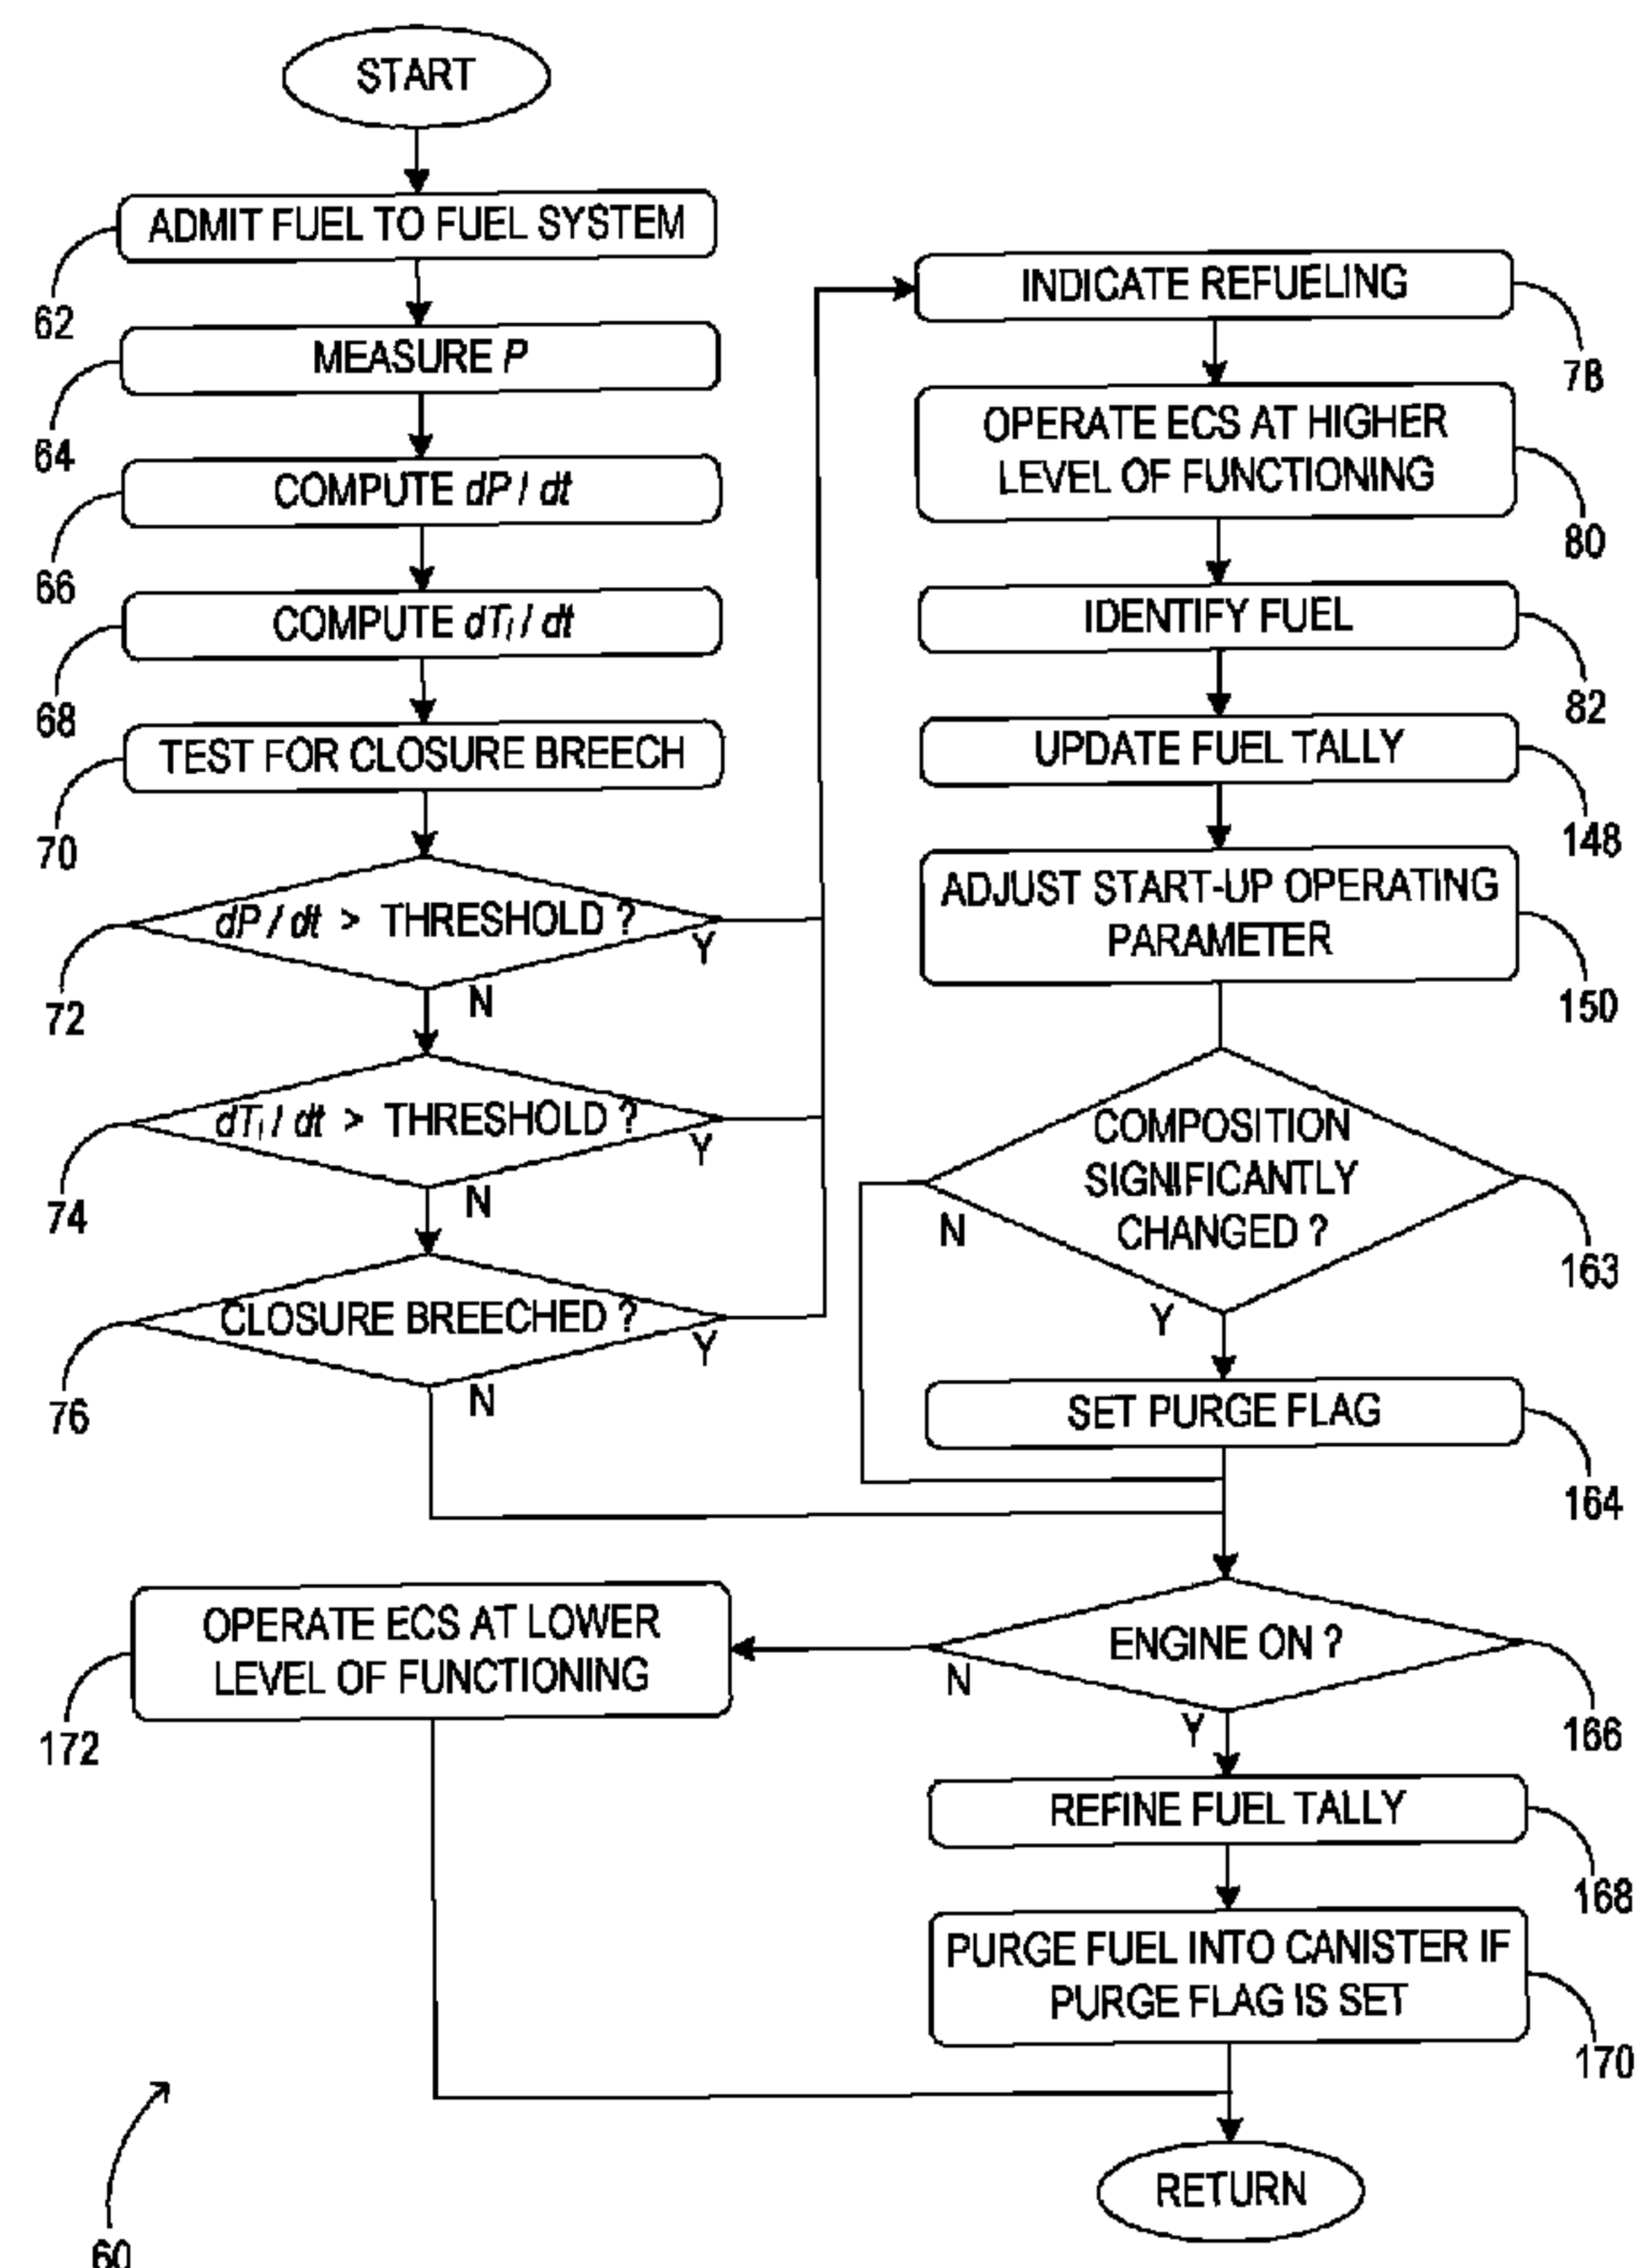 START
ADMIT FUEL TO FUEL SYSTEM
62
MEASURE P
64
COMPUTE dP / dt
66
COMPUTE dTi / dt
68
TEST FOR CLOSURE BREECH
70
dP / dt > THRESHOLD ?
Y
72
N
dTi / dt > THRESHOLD ?
Y
74
N
CLOSURE BREECHED ?
Y
76
N
INDICATE REFUELING
78
OPERATE ECS AT HIGHER
LEVEL OF FUNCTIONING
80
IDENTIFY FUEL
82
UPDATE FUEL TALLY
148
ADJUST START-UP OPERATING
PARAMETER
150
COMPOSITION
SIGNIFICANTLY
CHANGED ?
N
163
Y
SET PURGE FLAG
164
ENGINE ON ?
N
166
Y
OPERATE ECS AT LOWER
LEVEL OF FUNCTIONING
172
REFINE FUEL TALLY
168
PURGE FUEL INTO CANISTER IF
PURGE FLAG IS SET
170
RETURN
60